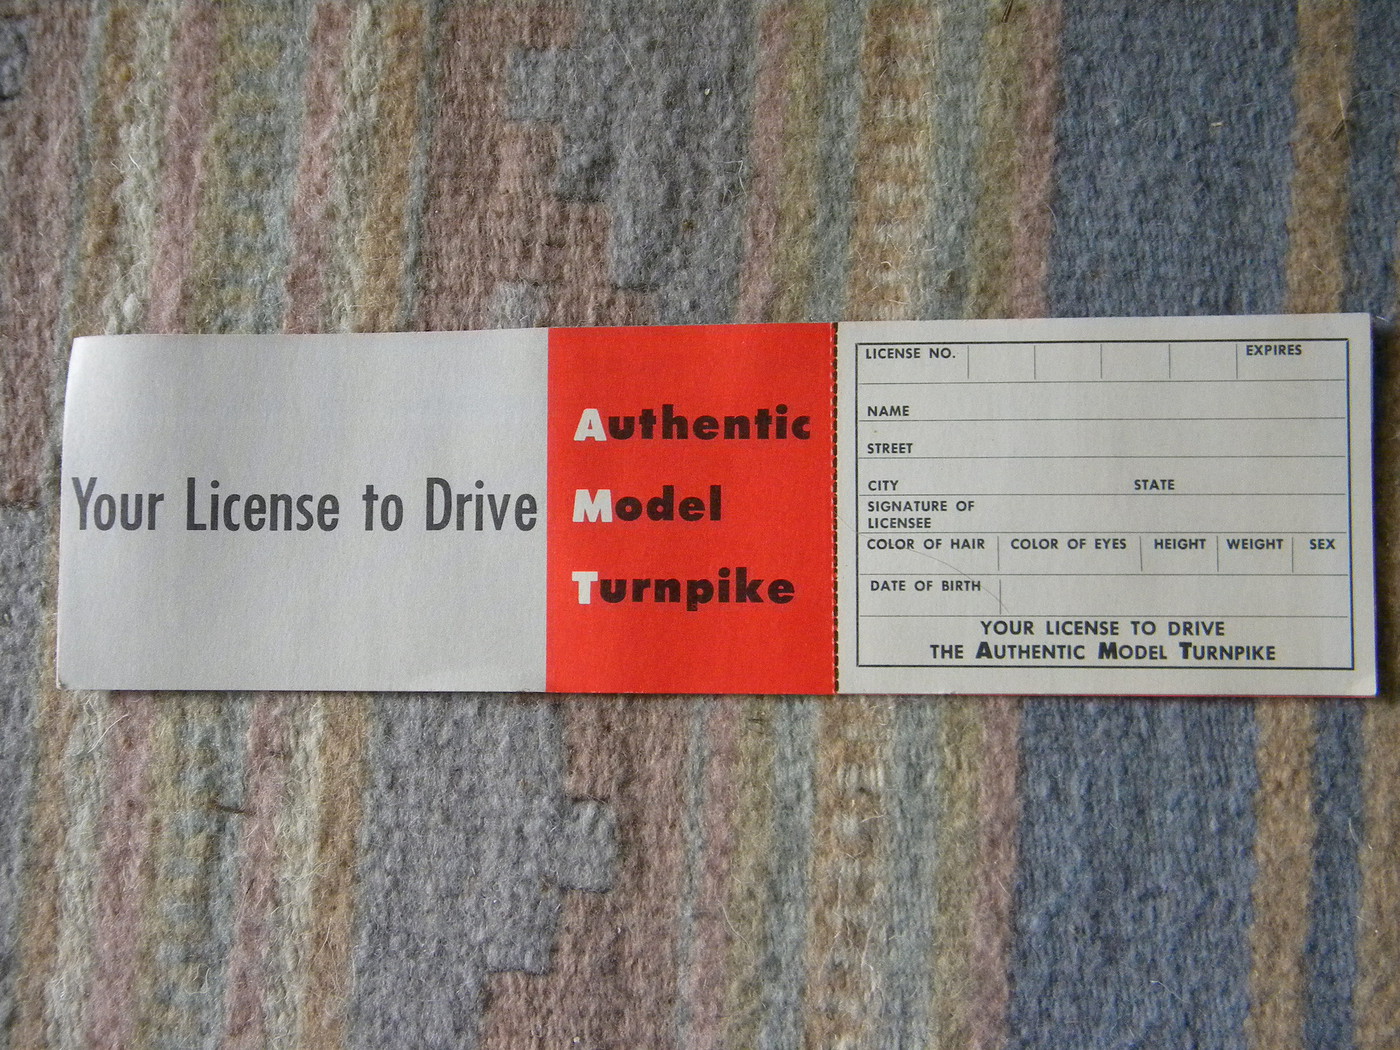 Your License to Drive
Authentic
Model
Turnpike
LICENSE NO. EXPIRES
NAME
STREET
CITY STATE
SIGNATURE OF
LICENSEE
COLOR OF HAIR COLOR OF EYES HEIGHT WEIGHT SEX
DATE OF BIRTH
YOUR LICENSE TO DRIVE
THE AUTHENTIC MODEL TURNPIKE